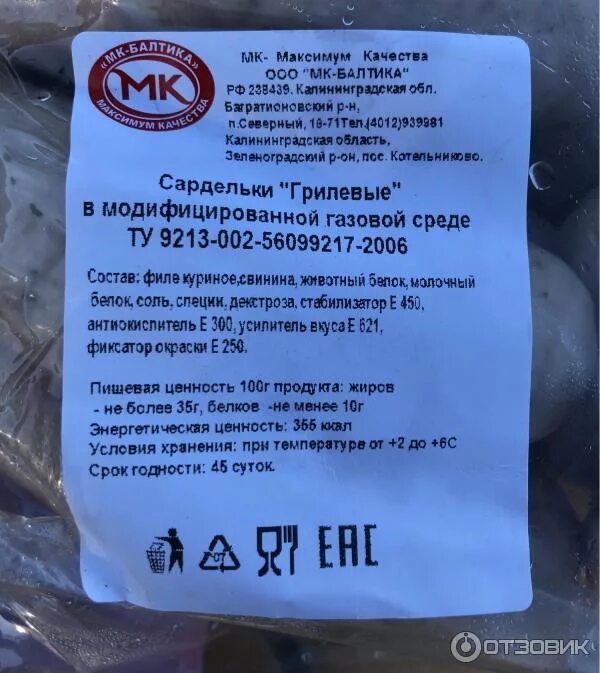 «МК-БАЛТИКА»
МК
МАКСИМУМ КАЧЕСТВА
МК- Максимум Качества
ООО "МК-БАЛТИКА"
РФ 238439. Калининградская обл.
Багратионовский р-н,
п.Северный, 18-71Тел.(4012)939981
Калининградская область,
Зеленоградский р-он, пос. Котельниково.
Сардельки "Грилевые"
в модифицированной газовой среде
ТУ 9213-002-56099217-2006
Состав: филе куриное,свинина, животный белок, молочный
белок, соль, специи, декстроза, стабилизатор Е 450,
антиокислитель Е 300, усилитель вкуса Е 621,
фиксатор окраски Е 250.
Пищевая ценность 100г продукта: жиров
- не более 35г, белков -не менее 10г
Энергетическая ценность: 355 ккал
Условия хранения: при температуре от +2 до +6С
Срок годности: 45 суток.
07
ЕАС
ОТЗОВИК